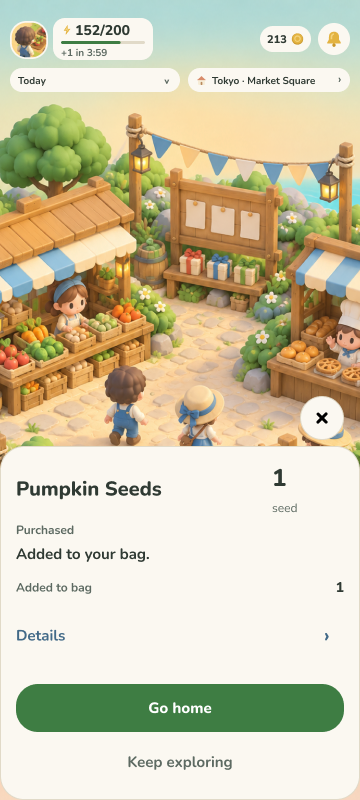 152/200
+1 in 3:59
213
Today
Tokyo · Market Square
Pumpkin Seeds
1
seed
Purchased
Added to your bag.
Added to bag
1
Details
Go home
Keep exploring